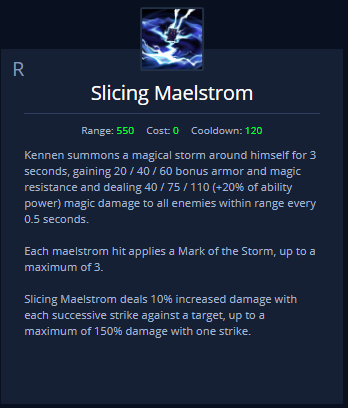 R
Slicing Maelstrom
Range: 550 Cost: 0 Cooldown: 120
Kennen summons a magical storm around himself for 3
seconds, gaining 20 / 40 / 60 bonus armor and magic
resistance and dealing 40 / 75 / 110 (+20% of ability
power) magic damage to all enemies within range every
0.5 seconds.
Each maelstrom hit applies a Mark of the Storm, up to a
maximum of 3.
Slicing Maelstrom deals 10% increased damage with
each successive strike against a target, up to a
maximum of 150% damage with one strike.